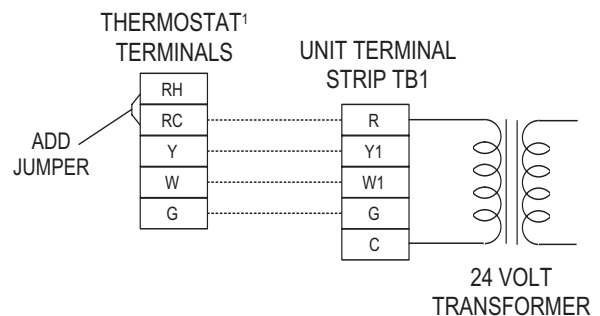 THERMOSTAT¹
TERMINALS
UNIT TERMINAL
STRIP TB1
RH
RC
Y
W
G
ADD
JUMPER
R
Y1
W1
G
C
24 VOLT
TRANSFORMER